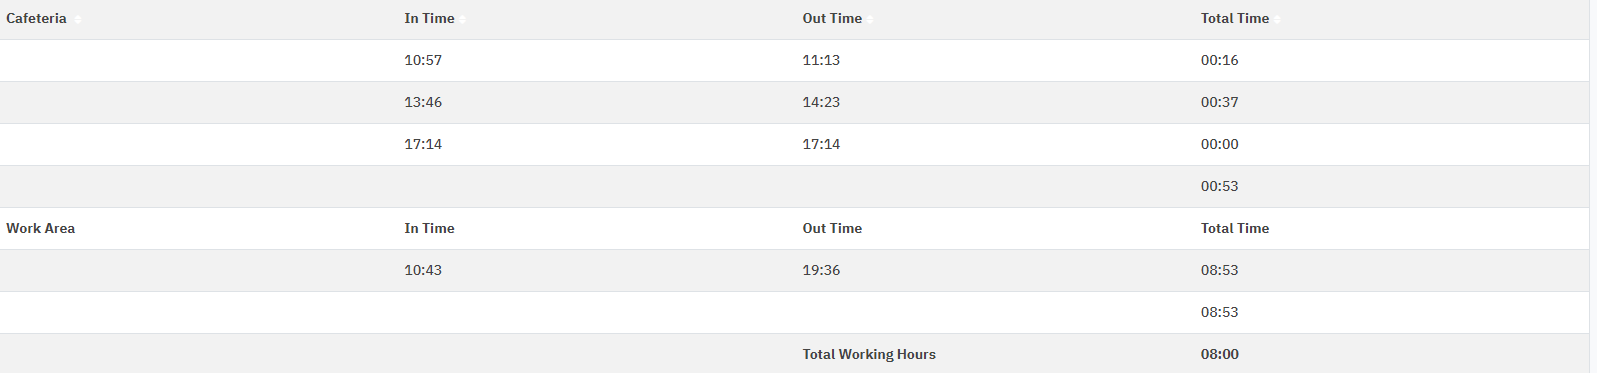 Cafeteria In Time Out Time Total Time
10:57 11:13 00:16
13:46 14:23 00:37
17:14 17:14 00:00
00:53
Work Area In Time Out Time Total Time
10:43 19:36 08:53
08:53
Total Working Hours 08:00